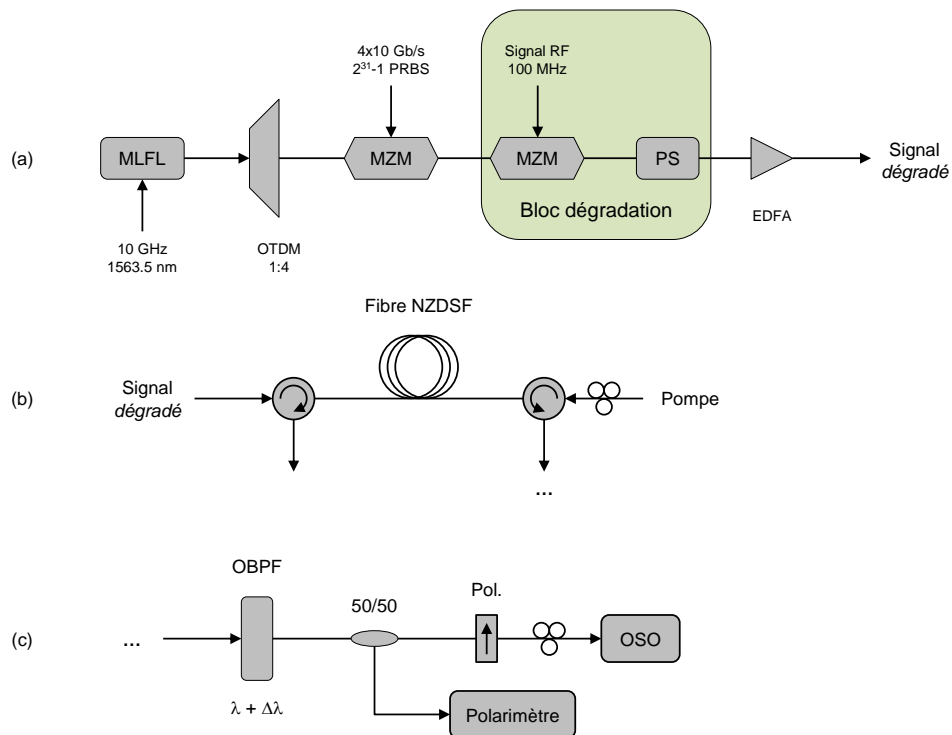 4x10 Gb/s
2³¹-1 PRBS
Signal RF
100 MHz
(a)
MLFL
MZM
MZM
PS
Signal
dégradé
Bloc dégradation
EDFA
10 GHz
1563.5 nm
OTDM
1:4
Fibre NZDSF
(b)
Signal
dégradé
Pompe
...
OBPF
50/50
Pol.
(c)
...
OSO
λ + Δλ
Polarimètre